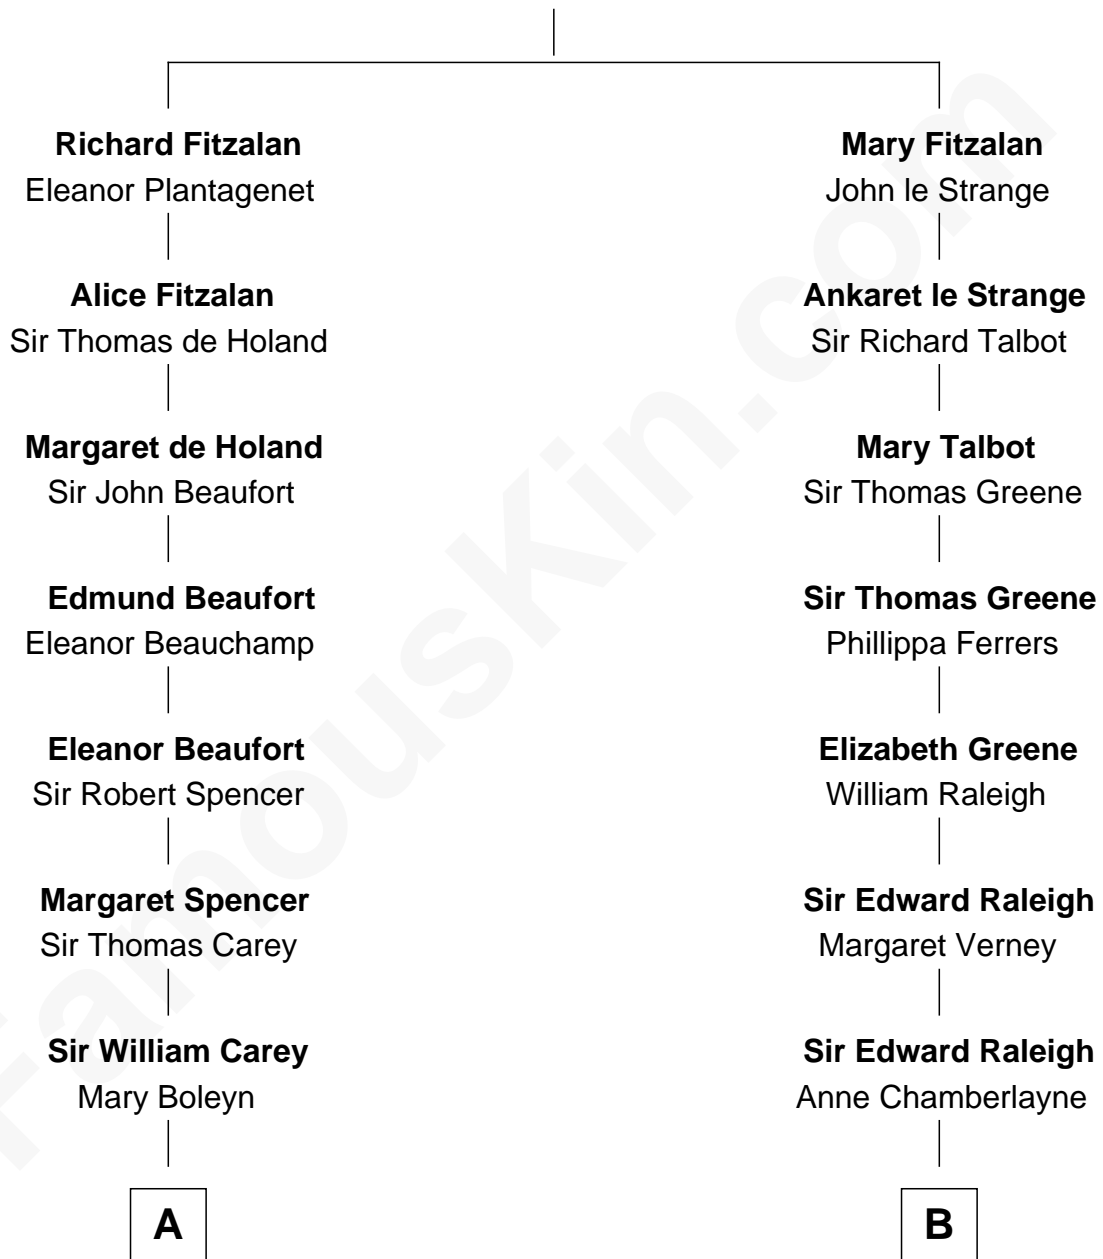 Richard Fitzalan
Eleanor Plantagenet
Alice Fitzalan
Sir Thomas de Holand
Margaret de Holand
Sir John Beaufort
Edmund Beaufort
Eleanor Beauchamp
Eleanor Beaufort
Sir Robert Spencer
Margaret Spencer
Sir Thomas Carey
Sir William Carey
Mary Boleyn
A
Mary Fitzalan
John le Strange
Ankaret le Strange
Sir Richard Talbot
Mary Talbot
Sir Thomas Greene
Sir Thomas Greene
Phillippa Ferrers
Elizabeth Greene
William Raleigh
Sir Edward Raleigh
Margaret Verney
Sir Edward Raleigh
Anne Chamberlayne
B
FamousKin.com